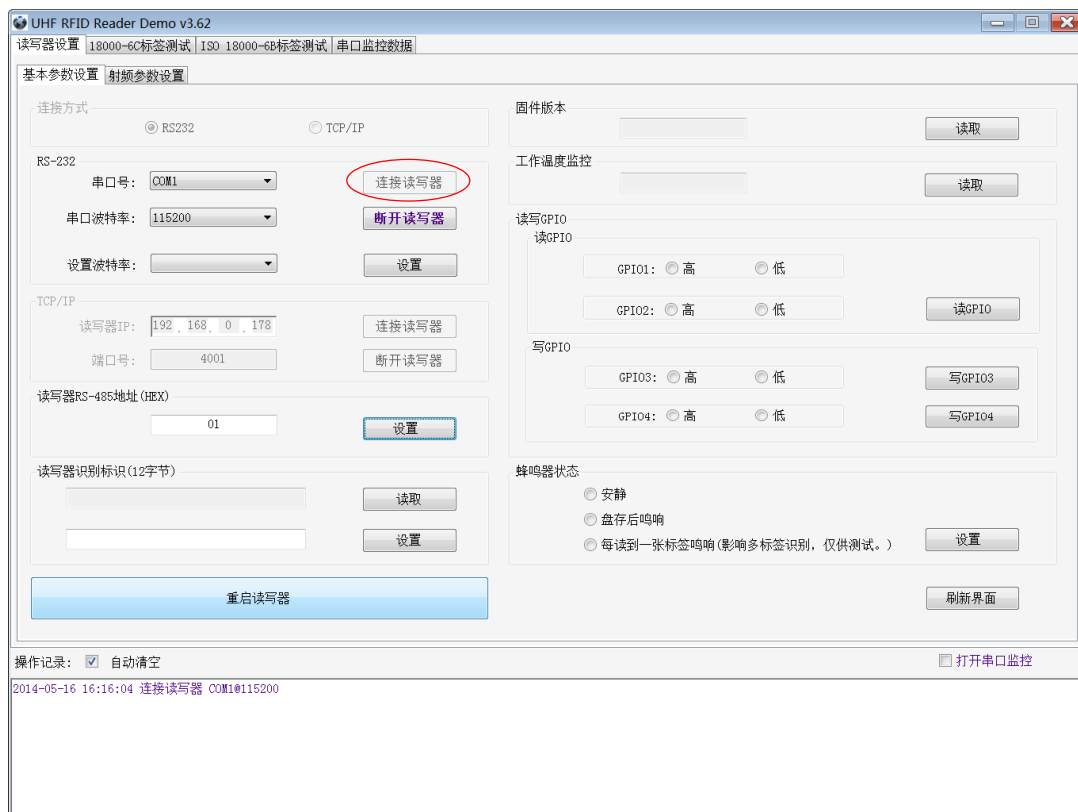 UHF RFID Reader Demo v3.62
读写器设置 18000-6C标签测试 ISO 18000-6B标签测试 串口监控数据
基本参数设置 射频参数设置
连接方式
RS232 TCP/IP
RS-232
串口号: COM1 连接读写器
串口波特率: 115200 断开读写器
设置波特率: 设置
TCP/IP
读写器IP: 192 . 168 . 0 . 178 连接读写器
端口号: 4001 断开读写器
读写器RS-485地址(HEX)
01 设置
读写器识别标识(12字节)
读取
设置
重启读写器
固件版本
读取
工作温度监控
读取
读写GPIO
读GPIO
GPIO1: 高 低
GPIO2: 高 低 读GPIO
写GPIO
GPIO3: 高 低 写GPIO3
GPIO4: 高 低 写GPIO4
蜂鸣器状态
安静
盘存后鸣响
每读到一张标签鸣响(影响多标签识别, 仅供测试。) 设置
刷新界面
操作记录: 自动清空 打开串口监控
2014-05-16 16:16:04 连接读写器 COM1@115200